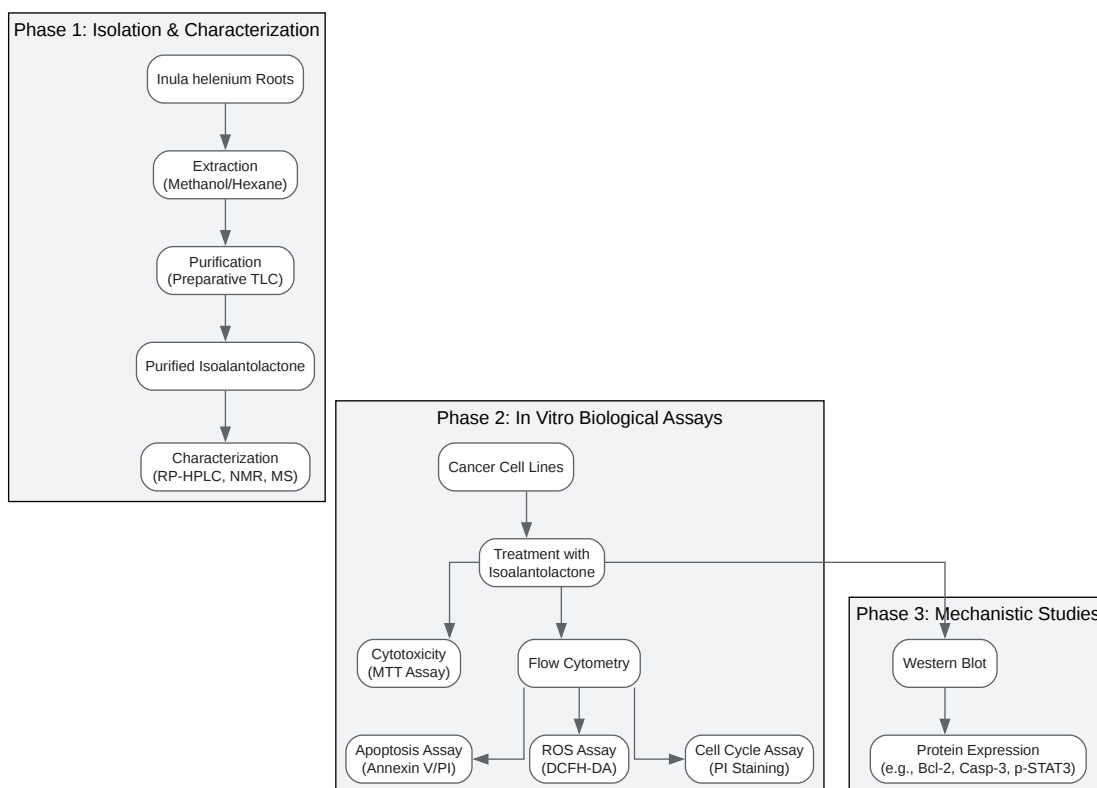 Phase 1: Isolation & Characterization
Inula helenium Roots
Extraction
(Methanol/Hexane)
Purification
(Preparative TLC)
Purified Isoalantolactone
Characterization
(RP-HPLC, NMR, MS)
Phase 2: In Vitro Biological Assays
Cancer Cell Lines
Treatment with
Isoalantolactone
Cytotoxicity
(MTT Assay)
Flow Cytometry
Apoptosis Assay
(Annexin V/PI)
ROS Assay
(DCFH-DA)
Cell Cycle Assay
(PI Staining)
Phase 3: Mechanistic Studies
Western Blot
Protein Expression
(e.g., Bcl-2, Casp-3, p-STAT3)